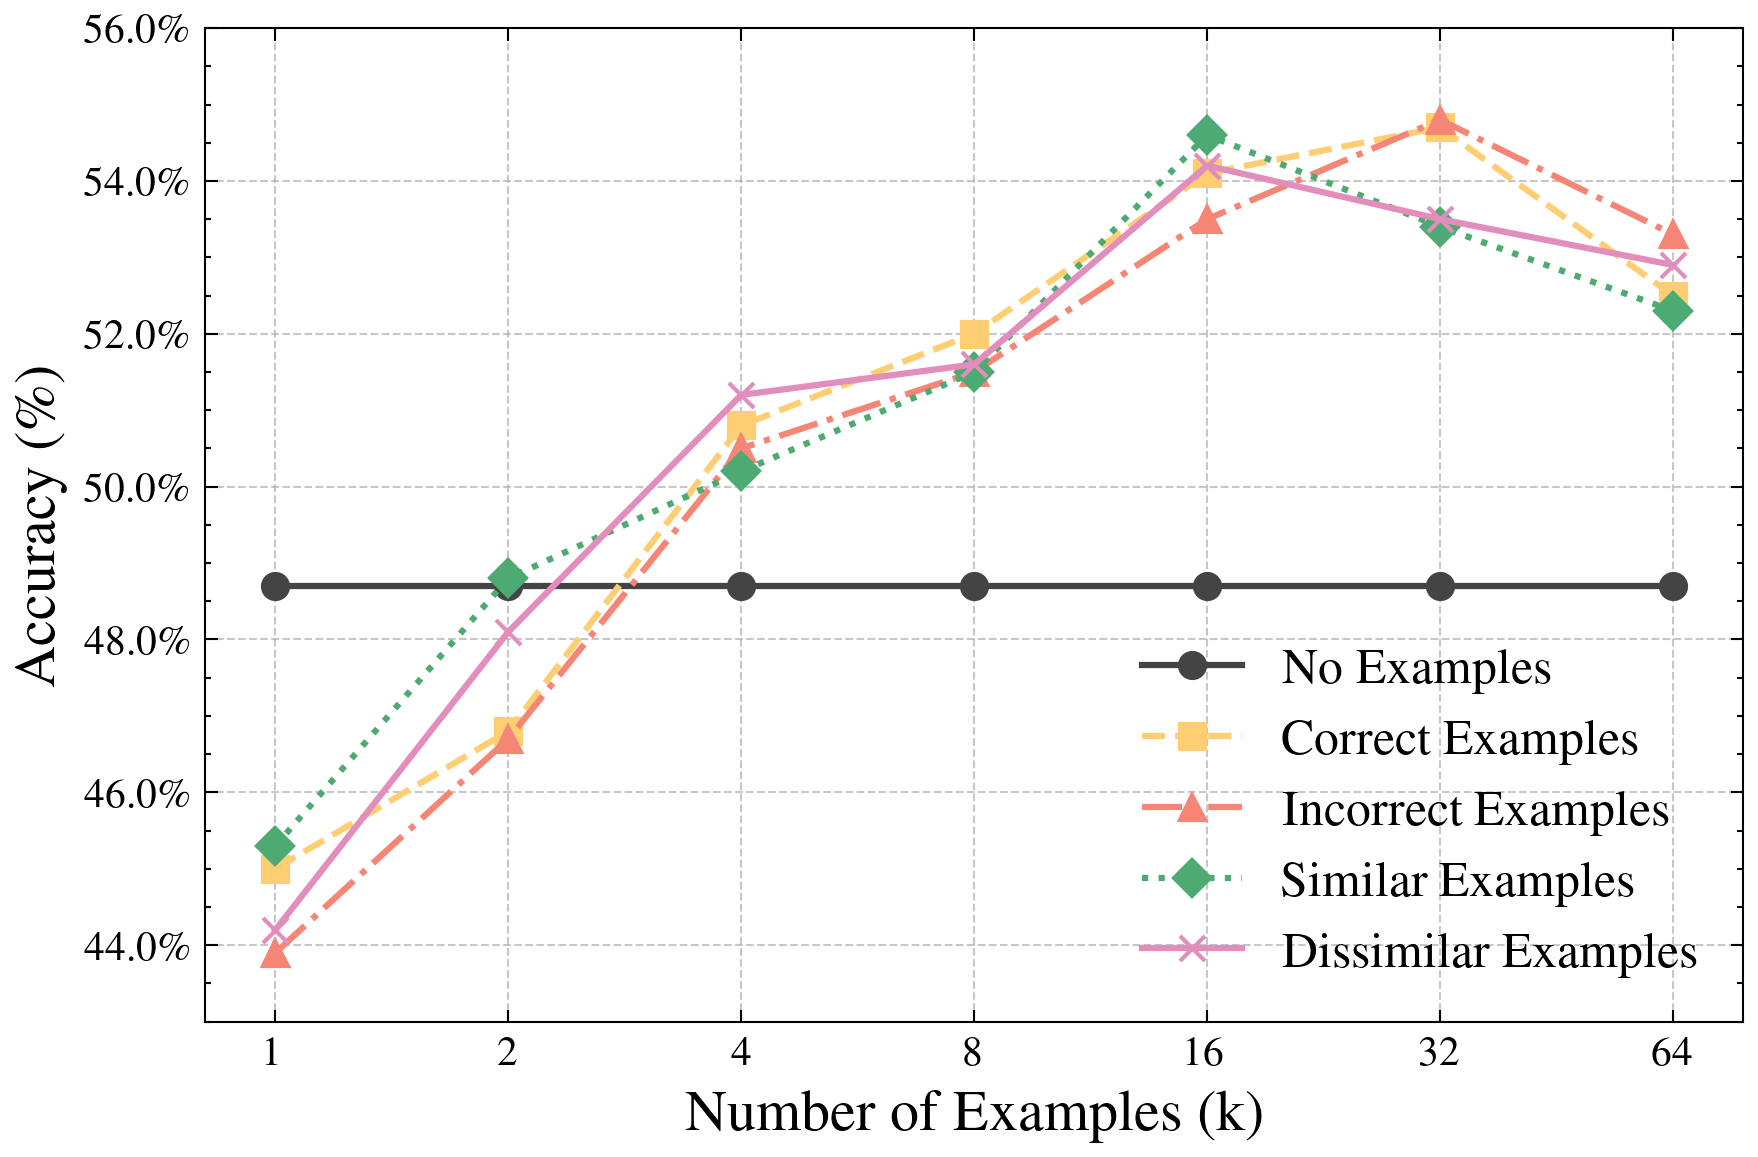 56.0%
54.0%
52.0%
50.0%
48.0%
46.0%
44.0%
Accuracy (%)
No Examples
Correct Examples
Incorrect Examples
Similar Examples
Dissimilar Examples
1 2 4 8 16 32 64
Number of Examples (k)